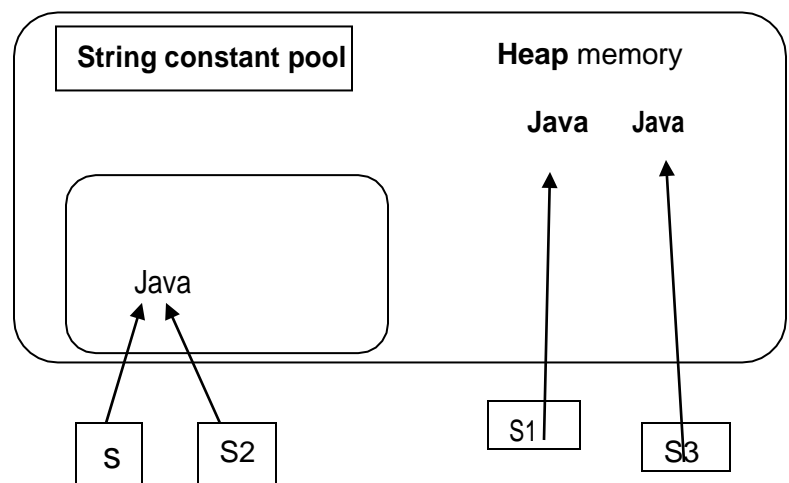 String constant pool
Heap memory
Java Java
Java
s S2 S1 S3